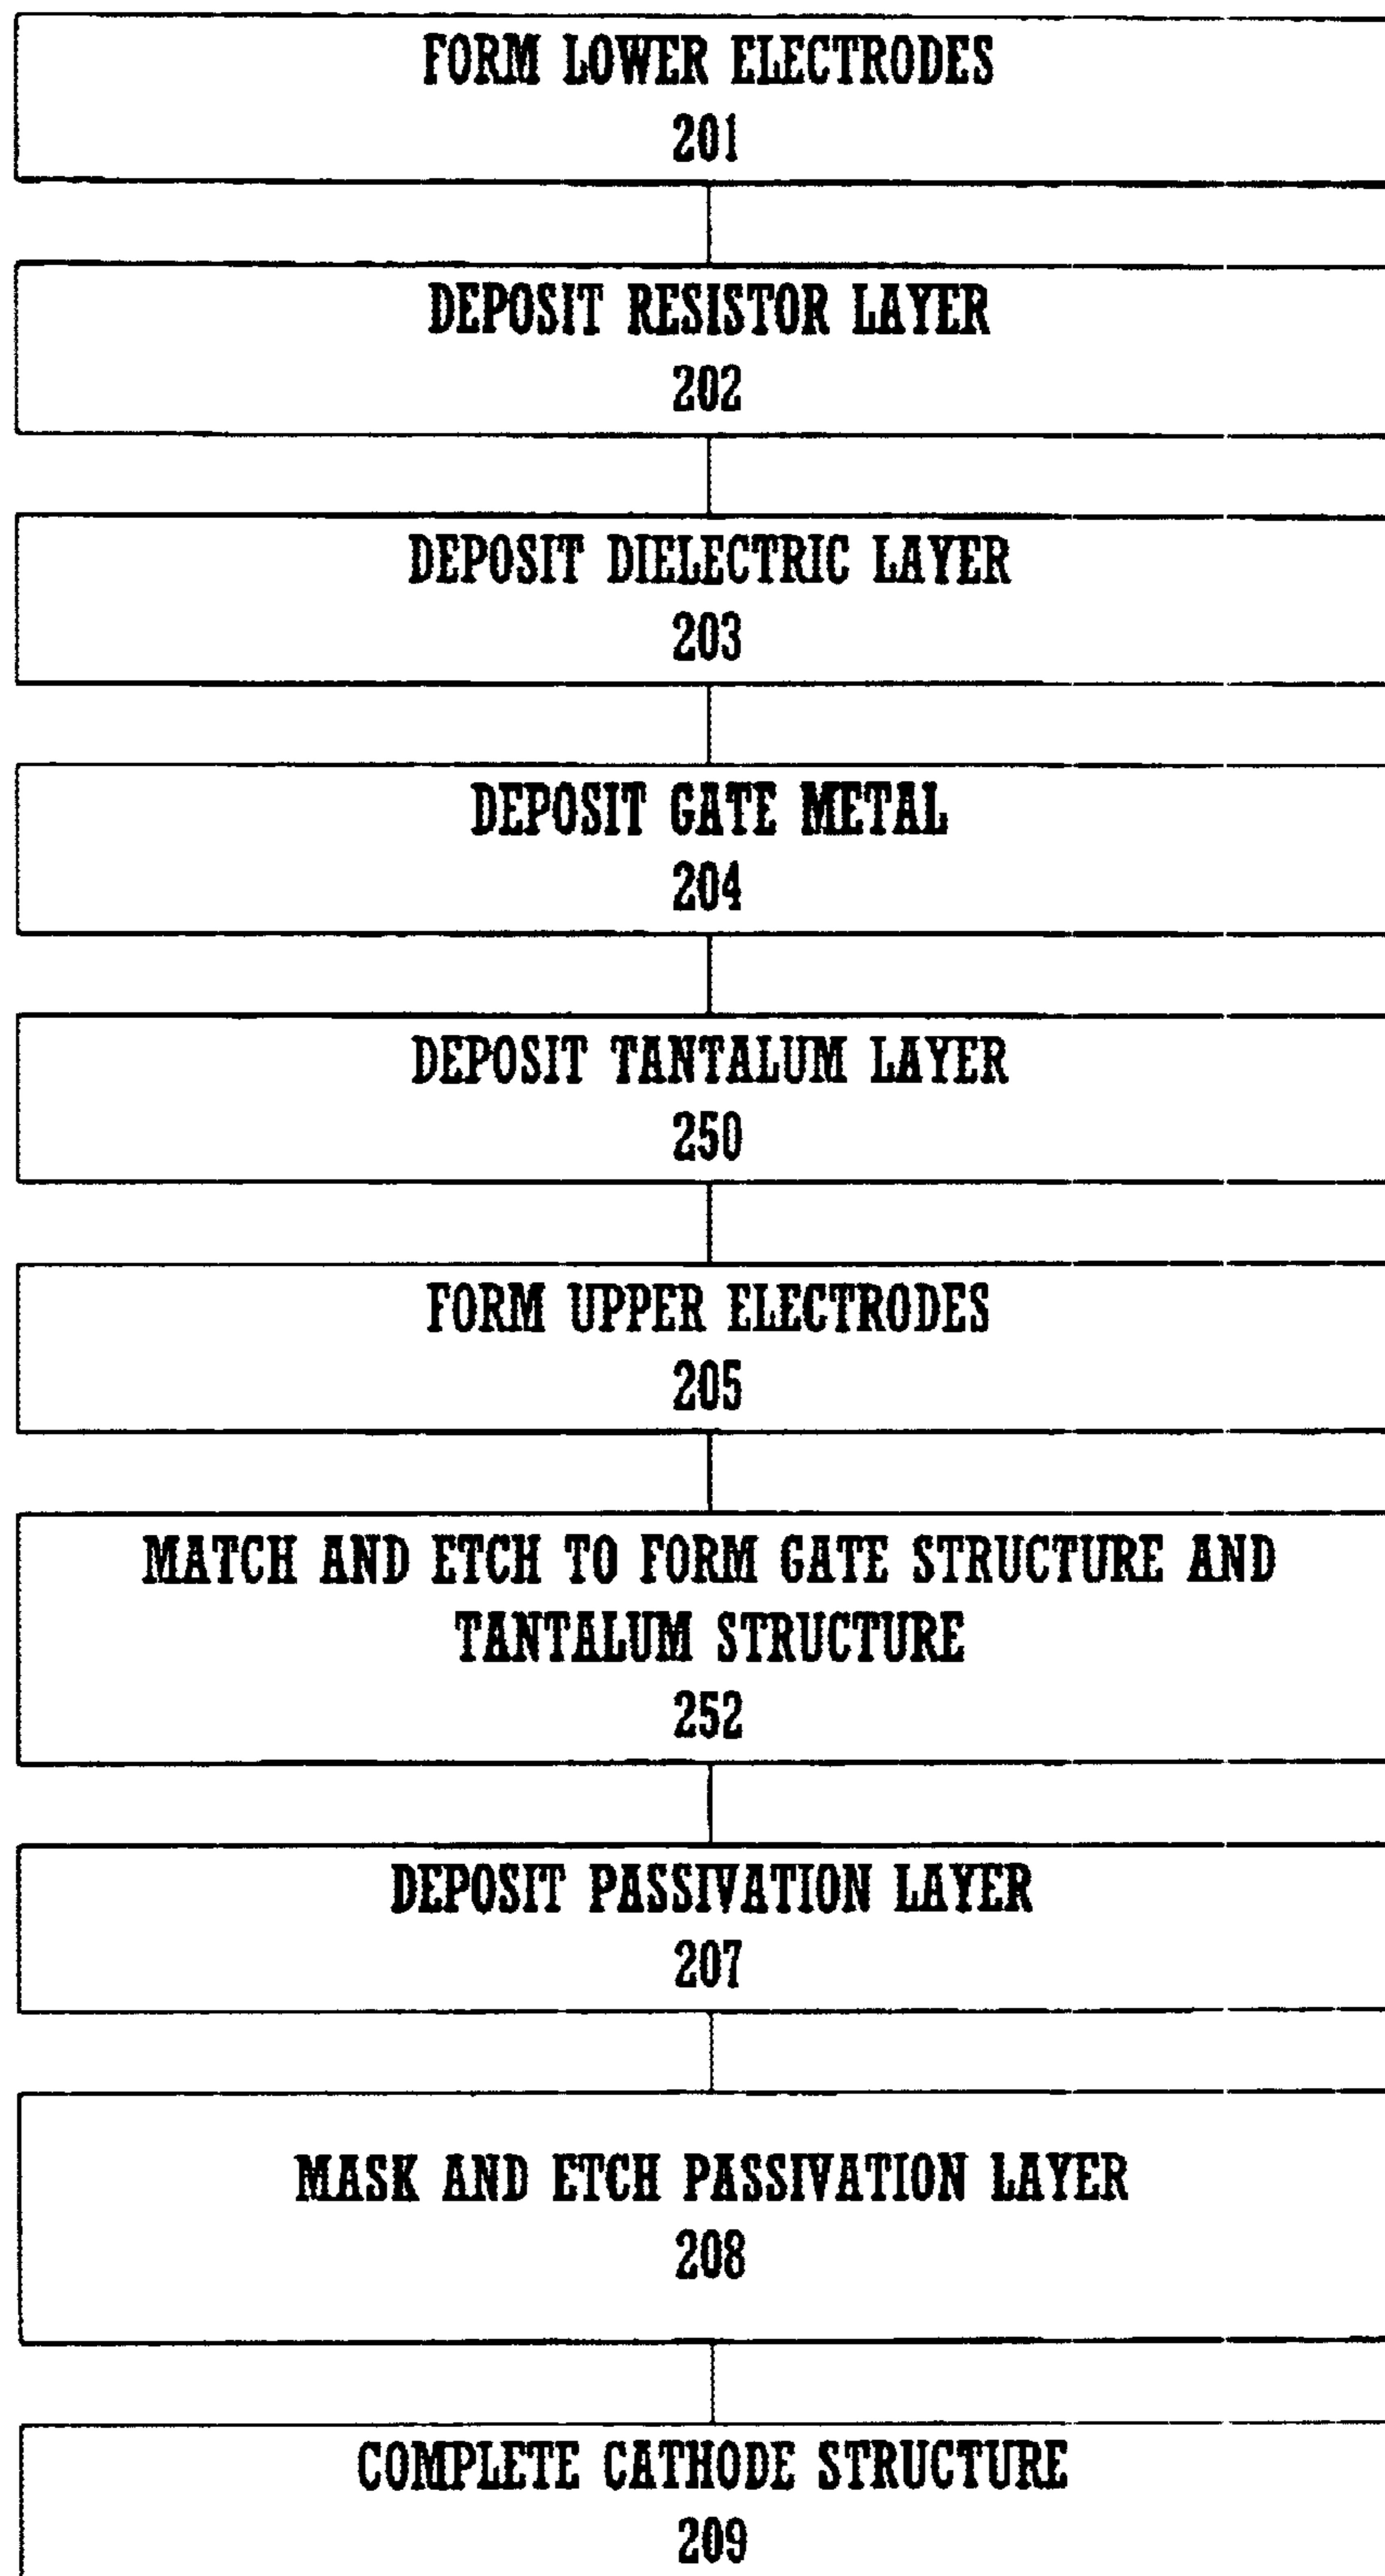 FORM LOWER ELECTRODES
201
DEPOSIT RESISTOR LAYER
202
DEPOSIT DIELECTRIC LAYER
203
DEPOSIT GATE METAL
204
DEPOSIT TANTALUM LAYER
250
FORM UPPER ELECTRODES
205
MATCH AND ETCH TO FORM GATE STRUCTURE AND
TANTALUM STRUCTURE
252
DEPOSIT PASSIVATION LAYER
207
MASK AND ETCH PASSIVATION LAYER
208
COMPLETE CATHODE STRUCTURE
209